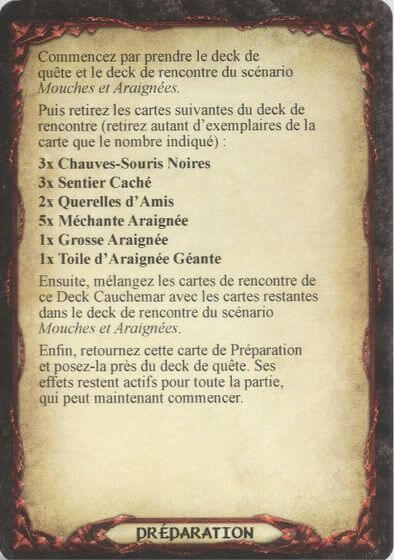 Commencez par prendre le deck de
quête et le deck de rencontre du scénario
Mouches et Araignées.
Puis retirez les cartes suivantes du deck de
rencontre (retirez autant d'exemplaires de la
carte que le nombre indiqué) :
3x Chauves-Souris Noires
3x Sentier Caché
2x Querelles d'Amis
5x Méchante Araignée
1x Grosse Araignée
1x Toile d'Araignée Géante
Ensuite, mélangez les cartes de rencontre de
ce Deck Cauchemar avec les cartes restantes
dans le deck de rencontre du scénario
Mouches et Araignées.
Enfin, retournez cette carte de Préparation
et posez-la près du deck de quête. Ses
effets restent actifs pour toute la partie,
qui peut maintenant commencer.
PRÉPARATION